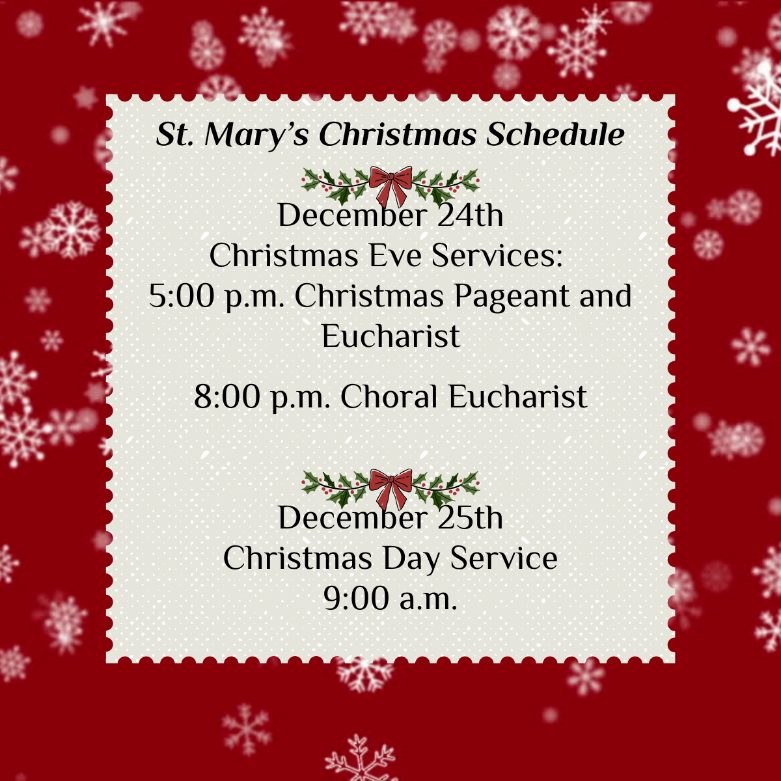 St. Mary’s Christmas Schedule
December 24th
Christmas Eve Services:
5:00 p.m. Christmas Pageant and
Eucharist
8:00 p.m. Choral Eucharist
December 25th
Christmas Day Service
9:00 a.m.